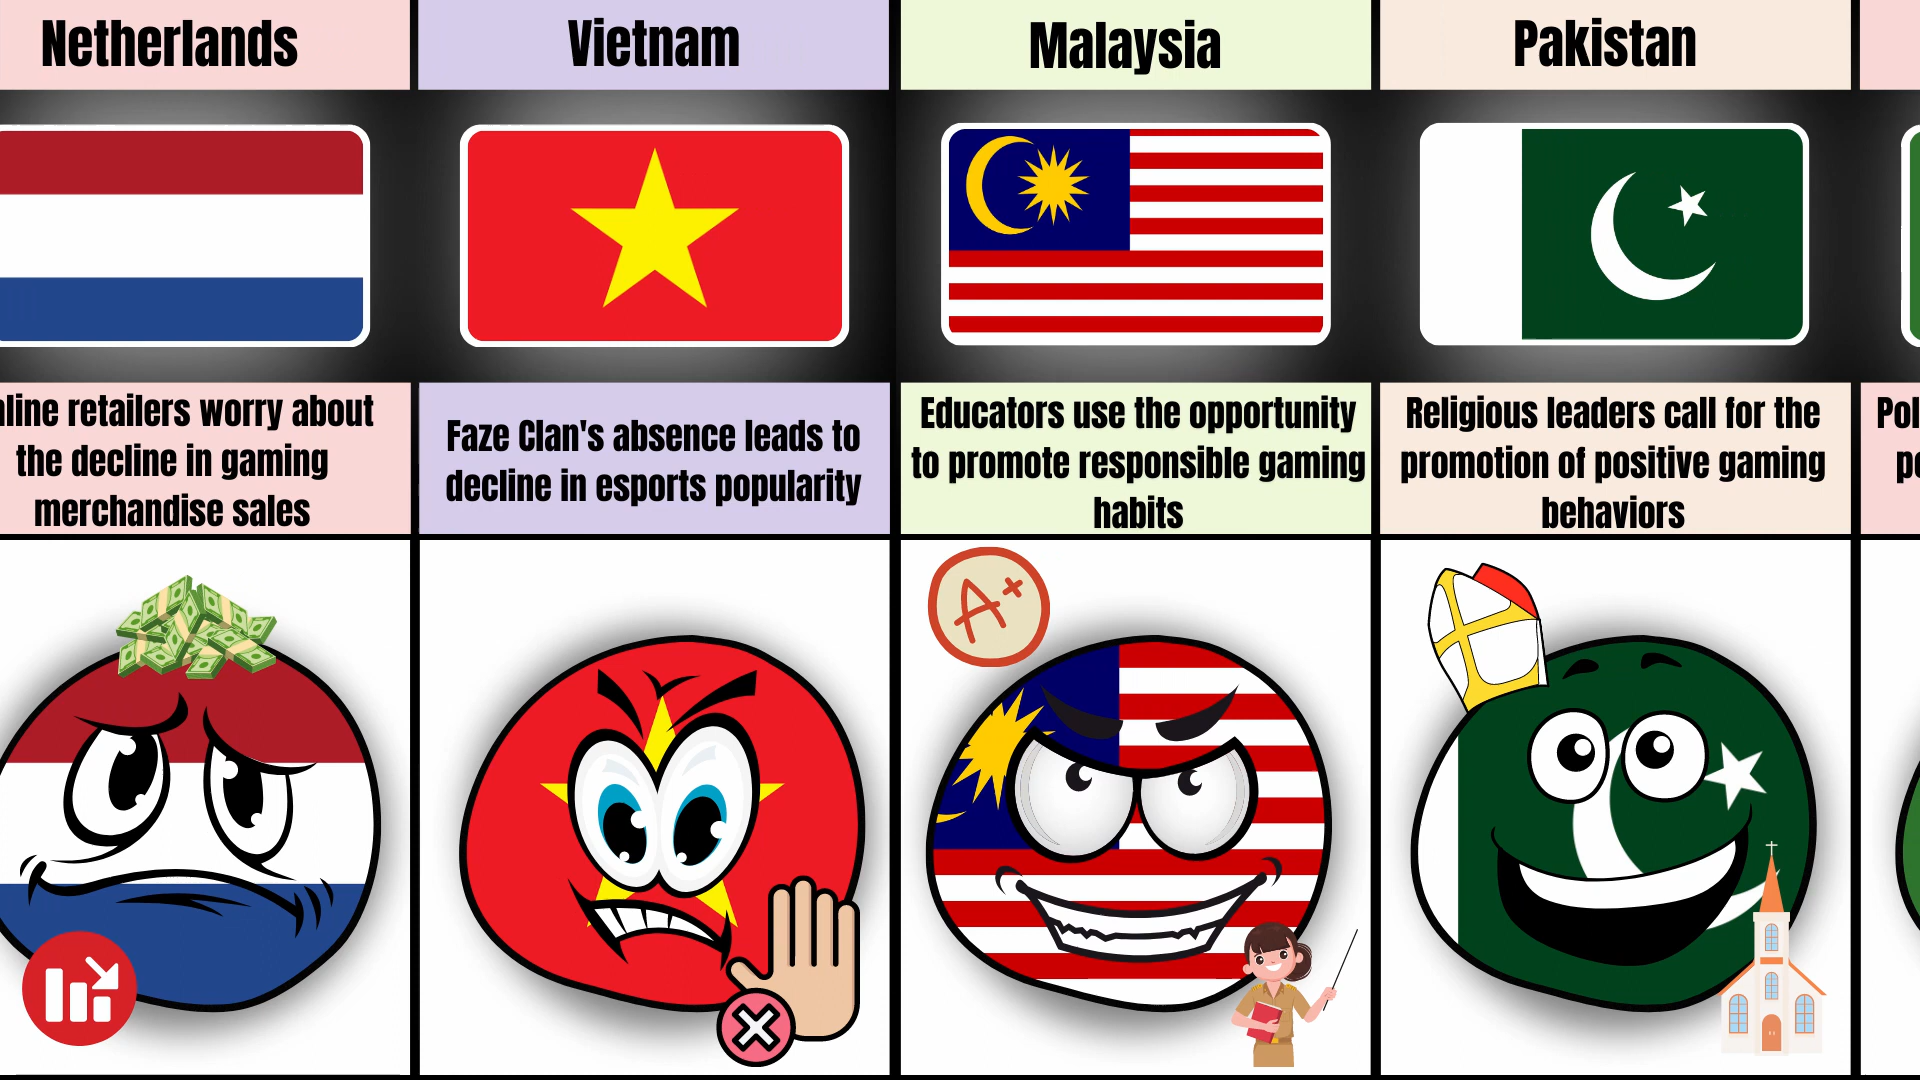 Netherlands
Vietnam
Malaysia
Pakistan
retailers worry about
the decline in gaming
merchandise sales
Faze Clan's absence leads to
decline in esports popularity
Educators use the opportunity
to promote responsible gaming
habits
Religious leaders call for the
promotion of positive gaming
behaviors
A+